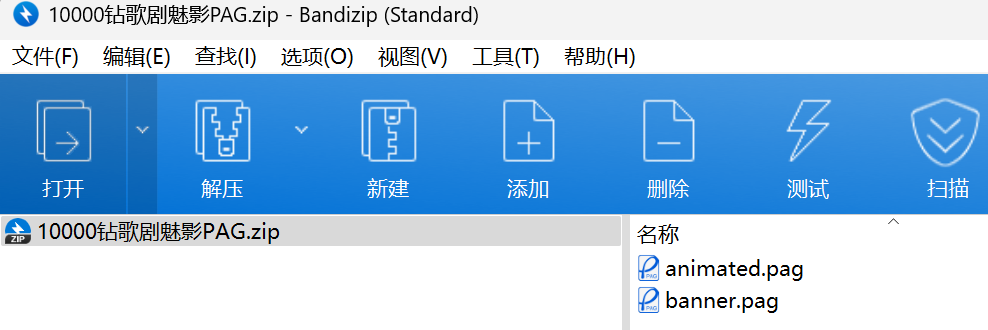 10000钻歌剧魅影PAG.zip - Bandizip (Standard)
文件(F) 编辑(E) 查找(I) 选项(O) 视图(V) 工具(T) 帮助(H)
打开 解压 新建 添加 删除 测试 扫描
ZIP 10000钻歌剧魅影PAG.zip
名称
PAG animated.pag
PAG banner.pag